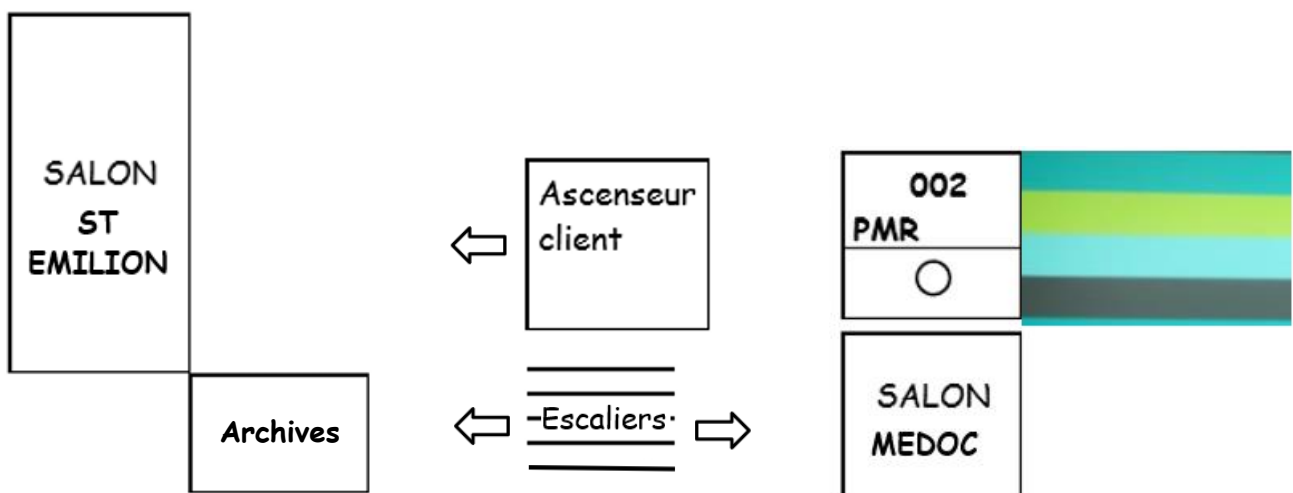 SALON
ST
EMILION
Archives
Ascenseur
client
Escaliers
002
PMR
SALON
MEDOC